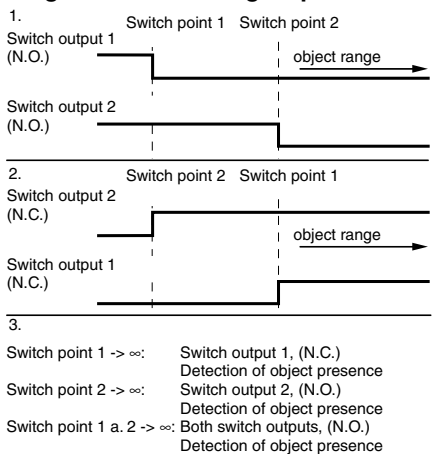 1.
Switch point 1 Switch point 2
Switch output 1
(N.O.)
object range
Switch output 2
(N.O.)
2.
Switch point 2 Switch point 1
Switch output 2
(N.C.)
object range
Switch output 1
(N.C.)
3.
Switch point 1 -> ∞: Switch output 1, (N.C.)
Detection of object presence
Switch point 2 -> ∞: Switch output 2, (N.O.)
Detection of object presence
Switch point 1 a. 2 -> ∞: Both switch outputs, (N.O.)
Detection of object presence